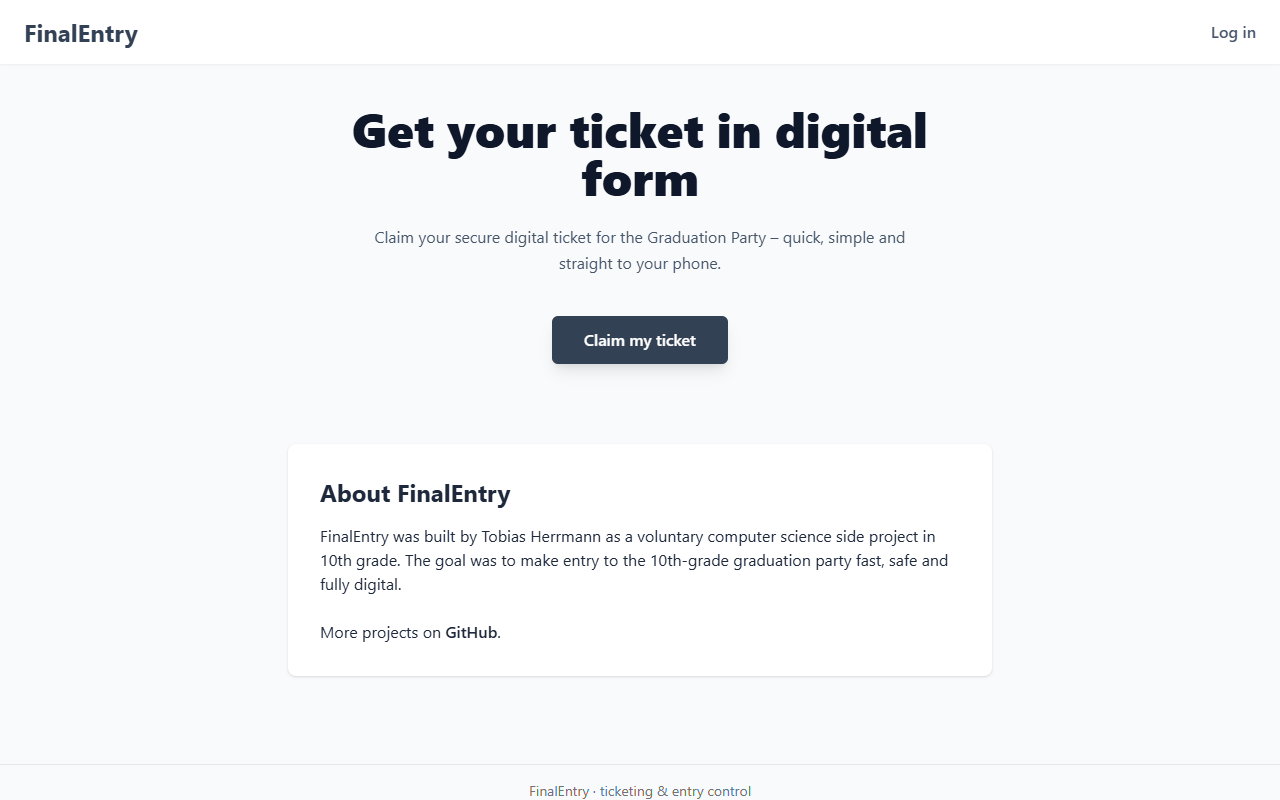 FinalEntry
Log in
Get your ticket in digital
form
Claim your secure digital ticket for the Graduation Party – quick, simple and
straight to your phone.
Claim my ticket
About FinalEntry
FinalEntry was built by Tobias Herrmann as a voluntary computer science side project in
10th grade. The goal was to make entry to the 10th-grade graduation party fast, safe and
fully digital.
More projects on GitHub.
FinalEntry · ticketing & entry control